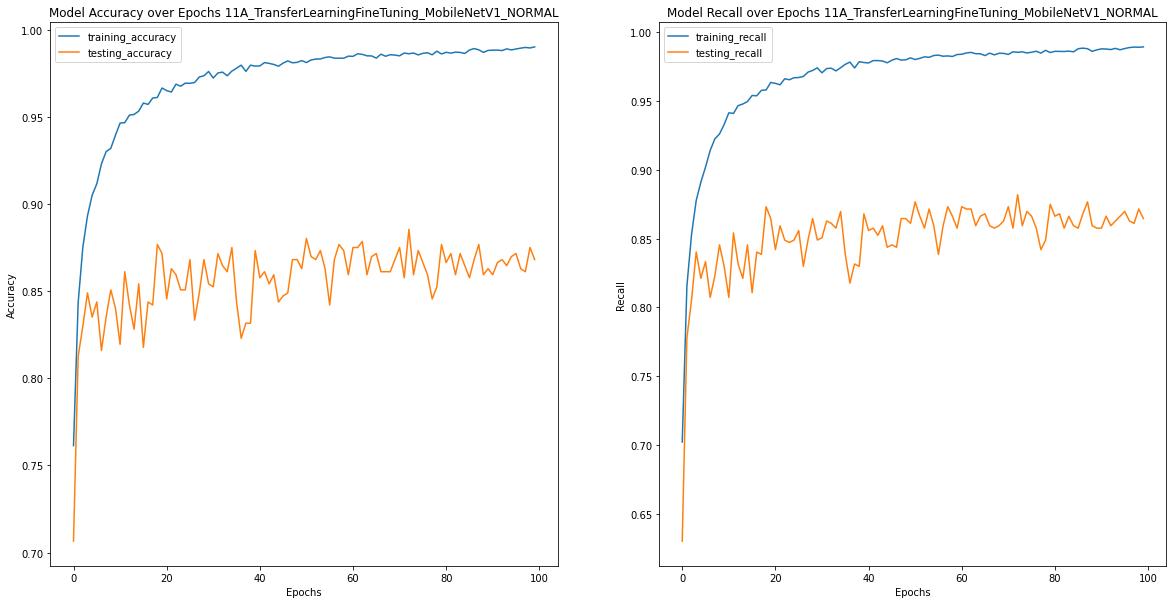 Model Accuracy over Epochs 11A_TransferLearningFineTuning_MobileNetV1_NORMAL
training_accuracy
testing_accuracy
Accuracy
1.00
0.95
0.90
0.85
0.80
0.75
0.70
0
20
40
60
80
100
Epochs
Model Recall over Epochs 11A_TransferLearningFineTuning_MobileNetV1_NORMAL
training_recall
testing_recall
Recall
1.00
0.95
0.90
0.85
0.80
0.75
0.70
0.65
0
20
40
60
80
100
Epochs